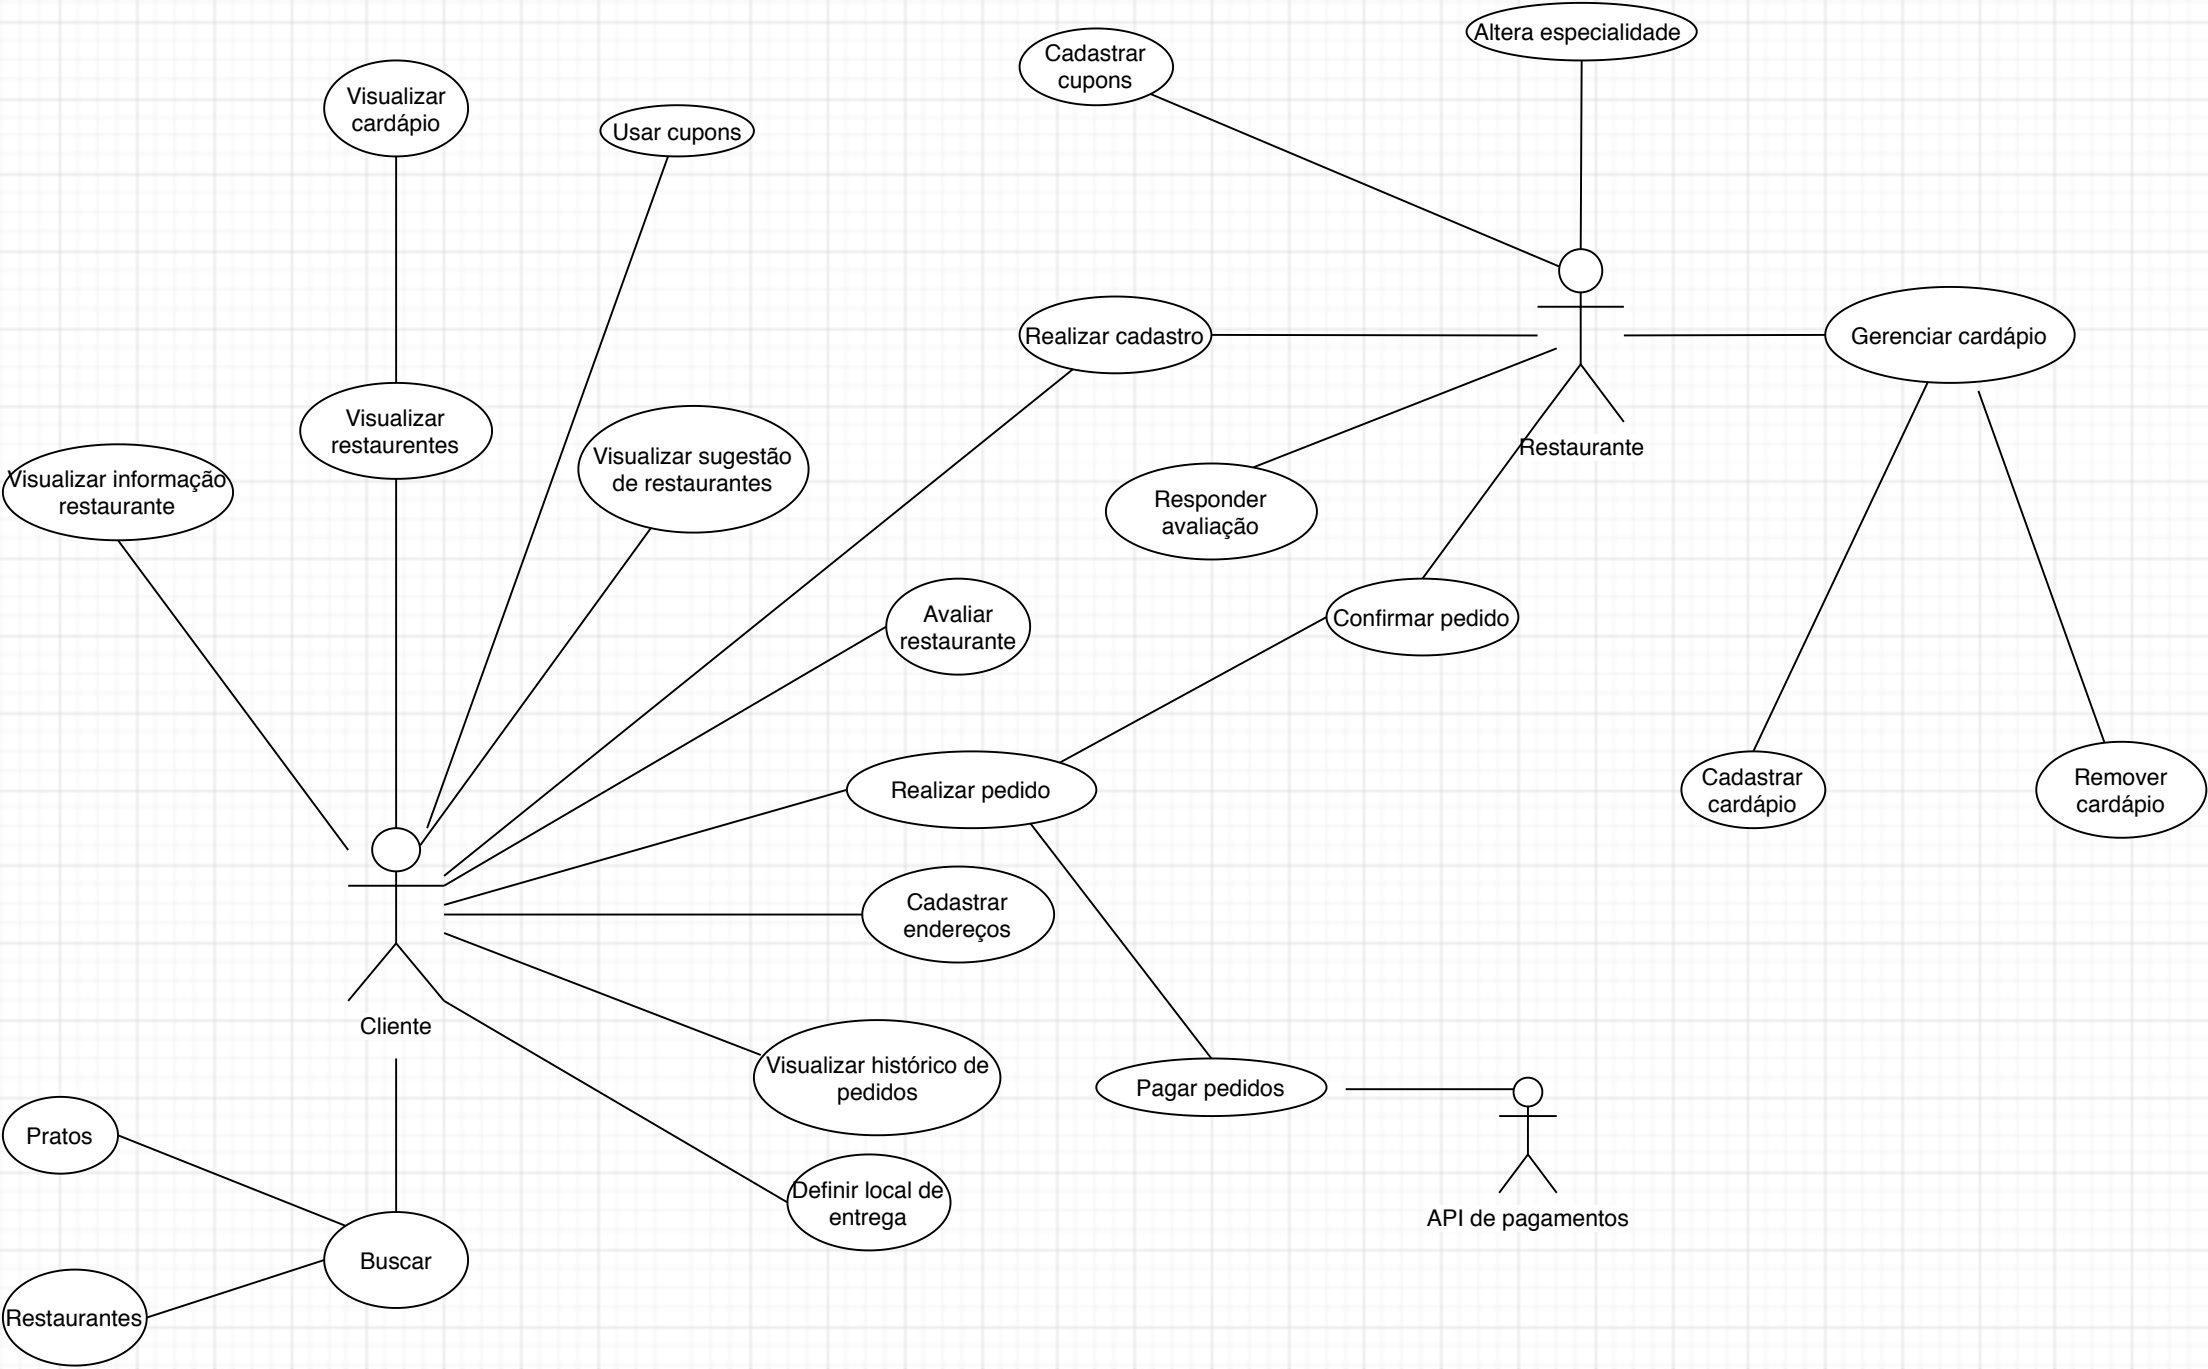 Altera especialidade
Cadastrar
cupons
Visualizar
cardápio
Usar cupons
Realizar cadastro
Gerenciar cardápio
Visualizar
restaurentes
Restaurante
Visualizar sugestão
de restaurantes
Visualizar informação
restaurante
Responder
avaliação
Avaliar
restaurante
Confirmar pedido
Realizar pedido
Cadastrar
cardápio
Remover
cardápio
Cadastrar
endereços
Cliente
Visualizar histórico de
pedidos
Pagar pedidos
Pratos
Definir local de
entrega
API de pagamentos
Buscar
Restaurantes